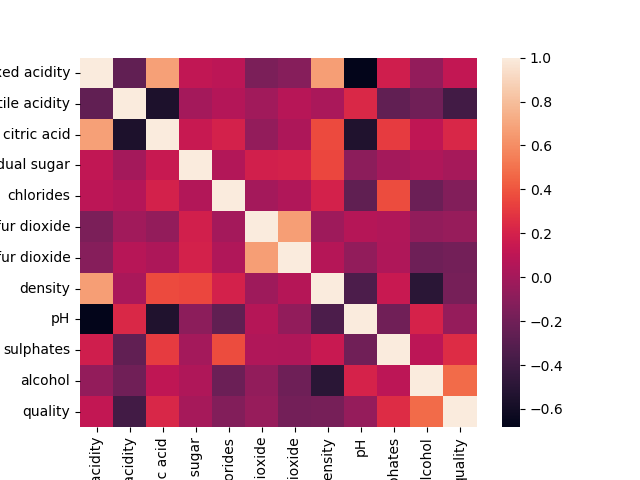 xed acidity
tile acidity
citric acid
dual sugar
chlorides
fur dioxide
fur dioxide
density
pH
sulphates
alcohol
quality
acidity
acidity
c acid
sugar
orides
ioxide
ioxide
ensity
pH
phates
lcohol
quality
1.0
0.8
0.6
0.4
0.2
0.0
−0.2
−0.4
−0.6